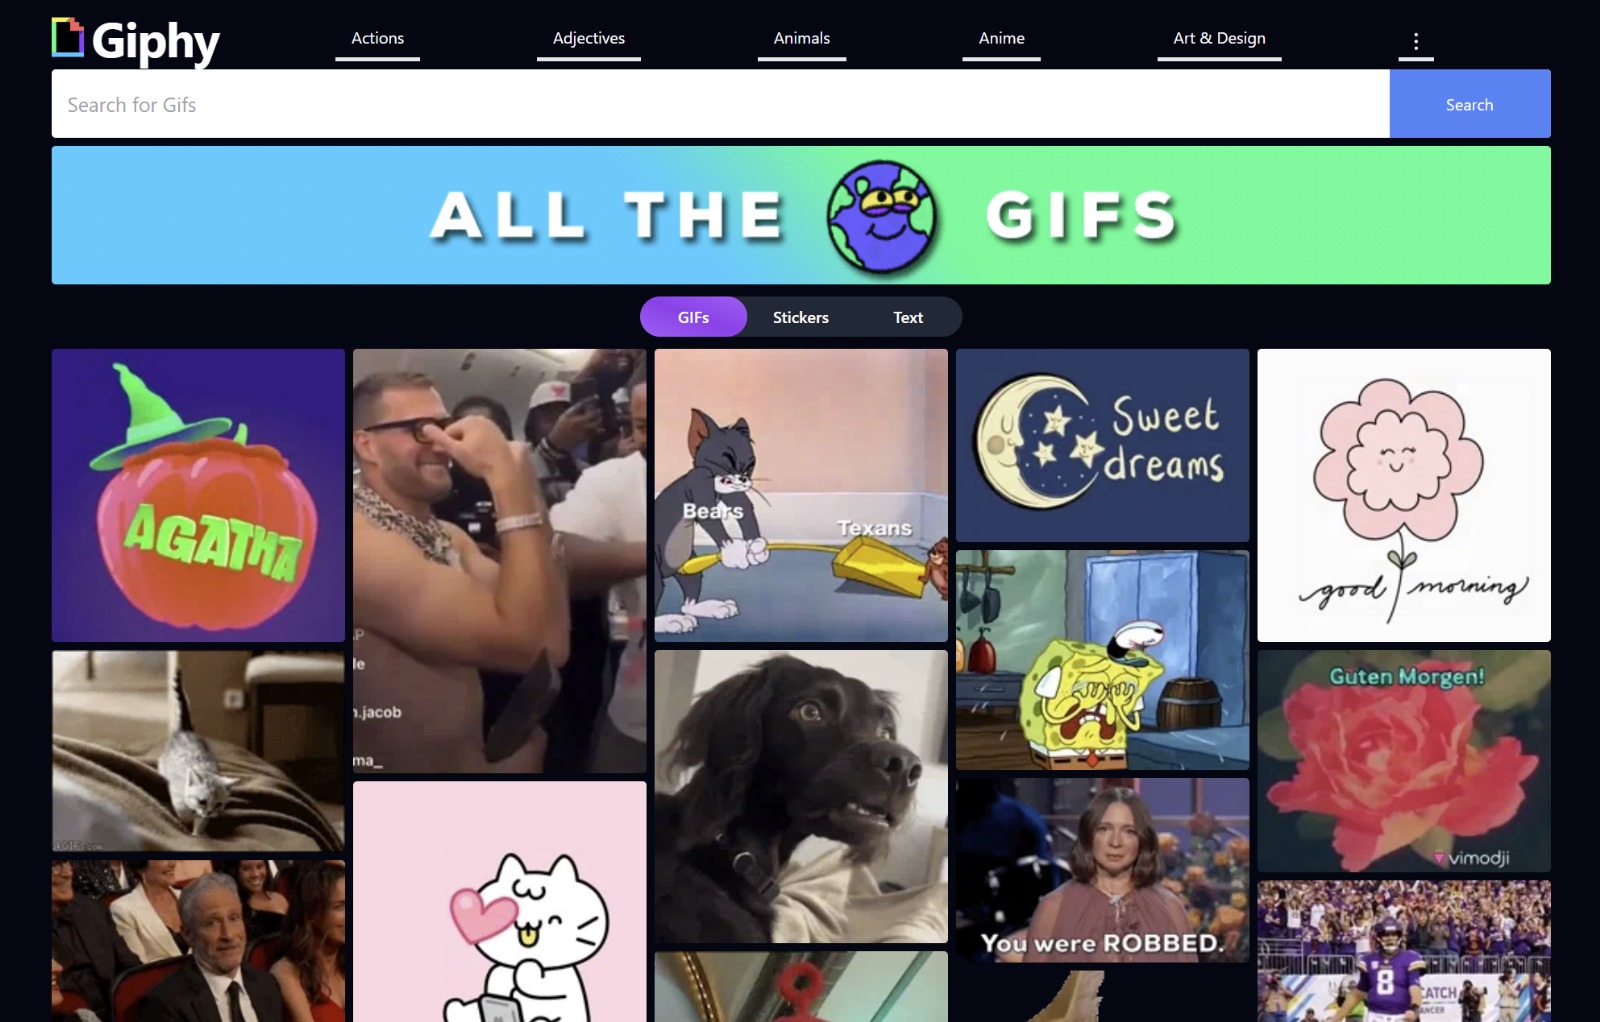 Giphy
Actions
Adjectives
Animals
Anime
Art & Design
Search for Gifs
Search
ALL THE GIFS
GIFs
Stickers
Text
AGATHA
n.jacob
ma_
Bears
Texans
Sweet
dreams
You were ROBBED.
good morning
Guten Morgen!
vimodji
8
CATCH